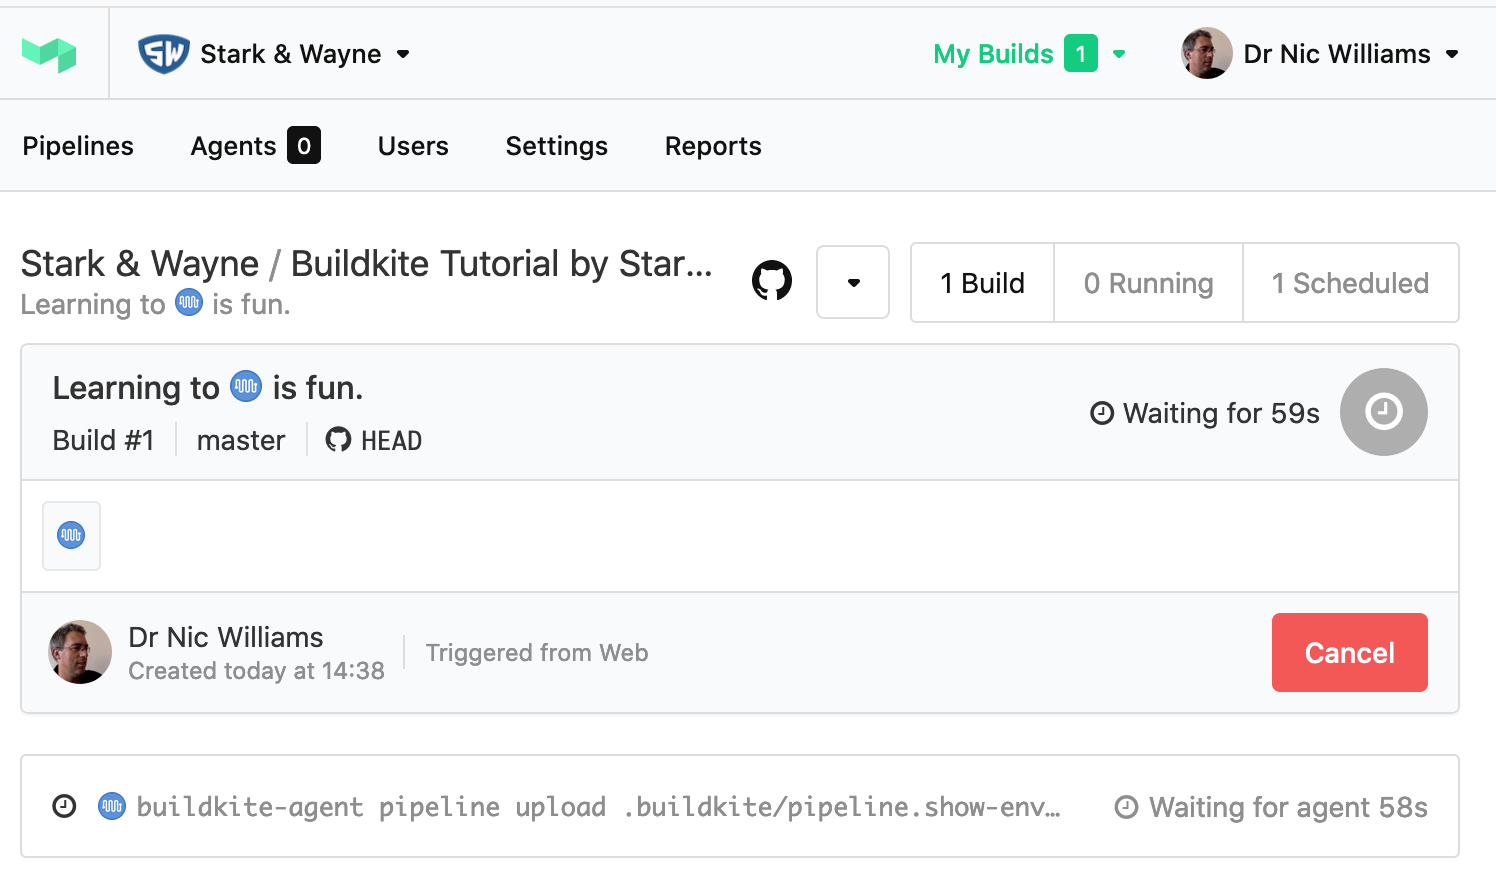 SW Stark & Wayne
My Builds 1
Dr Nic Williams
Pipelines Agents 0 Users Settings Reports
Stark & Wayne / Buildkite Tutorial by Star...
Learning to is fun.
1 Build 0 Running 1 Scheduled
Learning to is fun.
Build #1 master HEAD
Waiting for 59s
Dr Nic Williams
Created today at 14:38
Triggered from Web
Cancel
buildkite-agent pipeline upload .buildkite/pipeline.show-env…
Waiting for agent 58s